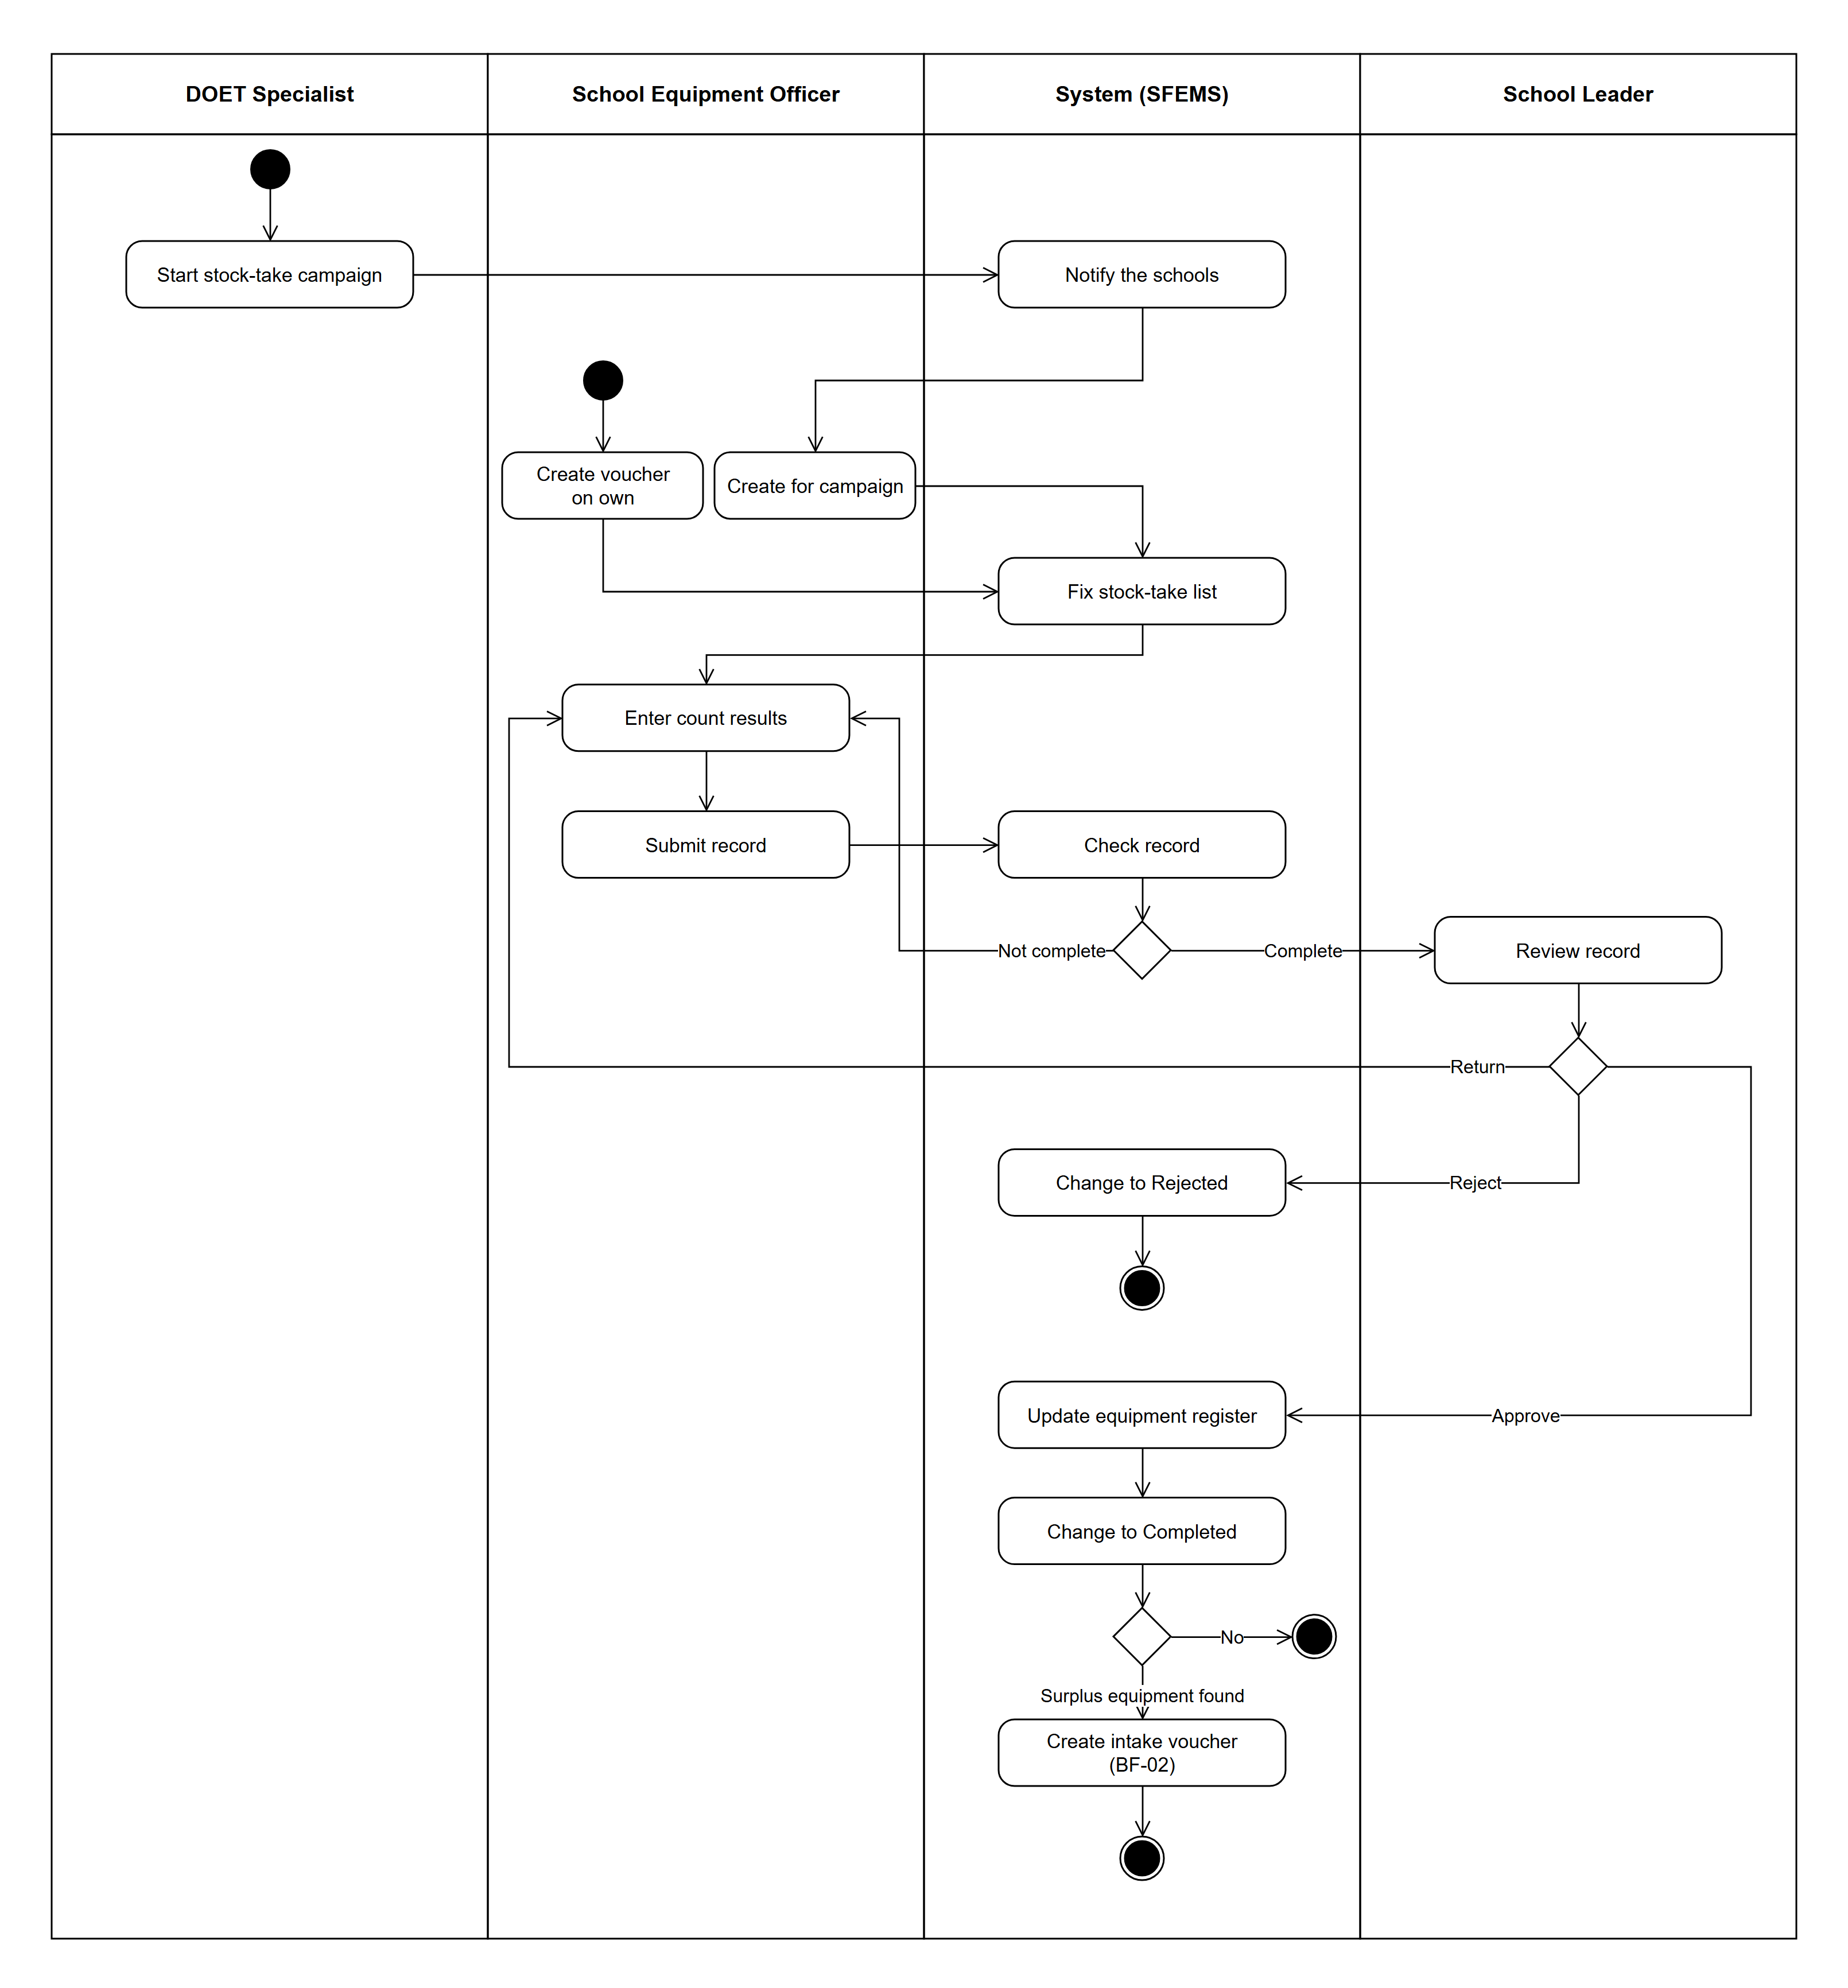 DOET Specialist
School Equipment Officer
System (SFEMS)
School Leader
Start stock-take campaign
Notify the schools
Create voucher
on own
Create for campaign
Fix stock-take list
Enter count results
Submit record
Check record
Not complete
Complete
Review record
Return
Change to Rejected
Reject
Update equipment register
Approve
Change to Completed
No
Surplus equipment found
Create intake voucher
(BF-02)